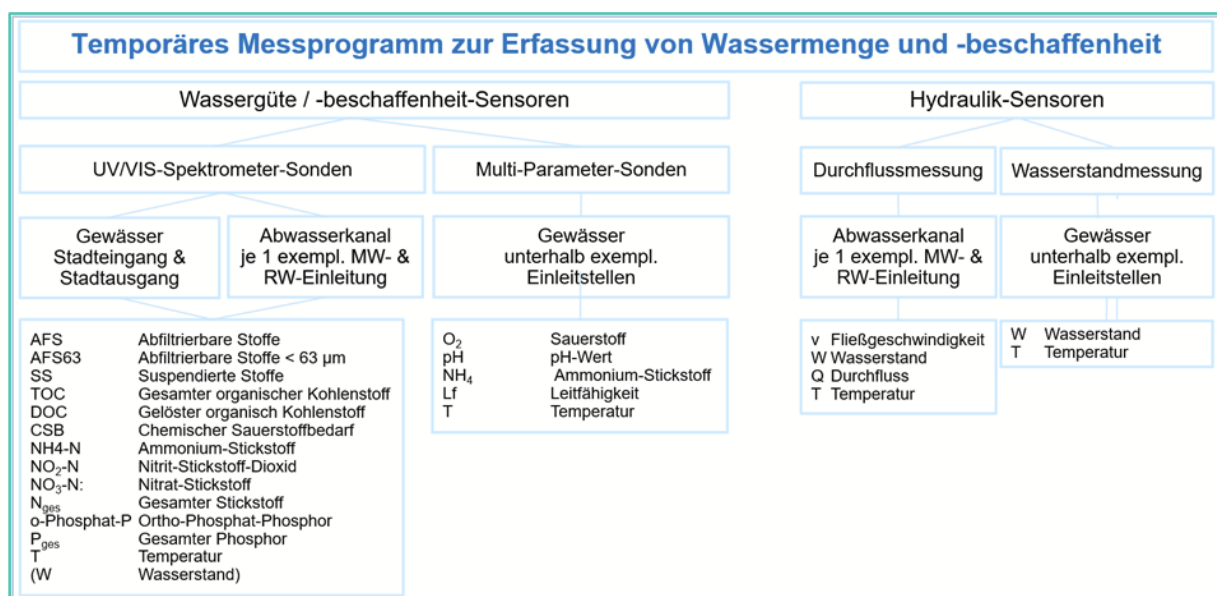 Temporäres Messprogramm zur Erfassung von Wassermenge und -beschaffenheit
Wassergüte / -beschaffenheit-Sensoren
Hydraulik-Sensoren
UV/VIS-Spektrometer-Sonden
Multi-Parameter-Sonden
Durchflussmessung
Wasserstandmessung
Gewässer
Stadteingang &
Stadtausgang
Abwasserkanal
je 1 exempl. MW- &
RW-Einleitung
Gewässer
unterhalb exempl.
Einleitstellen
Abwasserkanal
je 1 exempl. MW- &
RW-Einleitung
Gewässer
unterhalb exempl.
Einleitstellen
AFS Abfiltrierbare Stoffe
AFS63 Abfiltrierbare Stoffe < 63 µm
SS Suspendierte Stoffe
TOC Gesamter organischer Kohlenstoff
DOC Gelöster organisch Kohlenstoff
CSB Chemischer Sauerstoffbedarf
NH4-N Ammonium-Stickstoff
NO₂-N Nitrit-Stickstoff-Dioxid
NO₃-N: Nitrat-Stickstoff
N_ges Gesamter Stickstoff
o-Phosphat-P Ortho-Phosphat-Phosphor
P_ges Gesamter Phosphor
T Temperatur
(W Wasserstand)
O₂ Sauerstoff
pH pH-Wert
NH₄ Ammonium-Stickstoff
Lf Leitfähigkeit
T Temperatur
v Fließgeschwindigkeit
W Wasserstand
Q Durchfluss
T Temperatur
W Wasserstand
T Temperatur